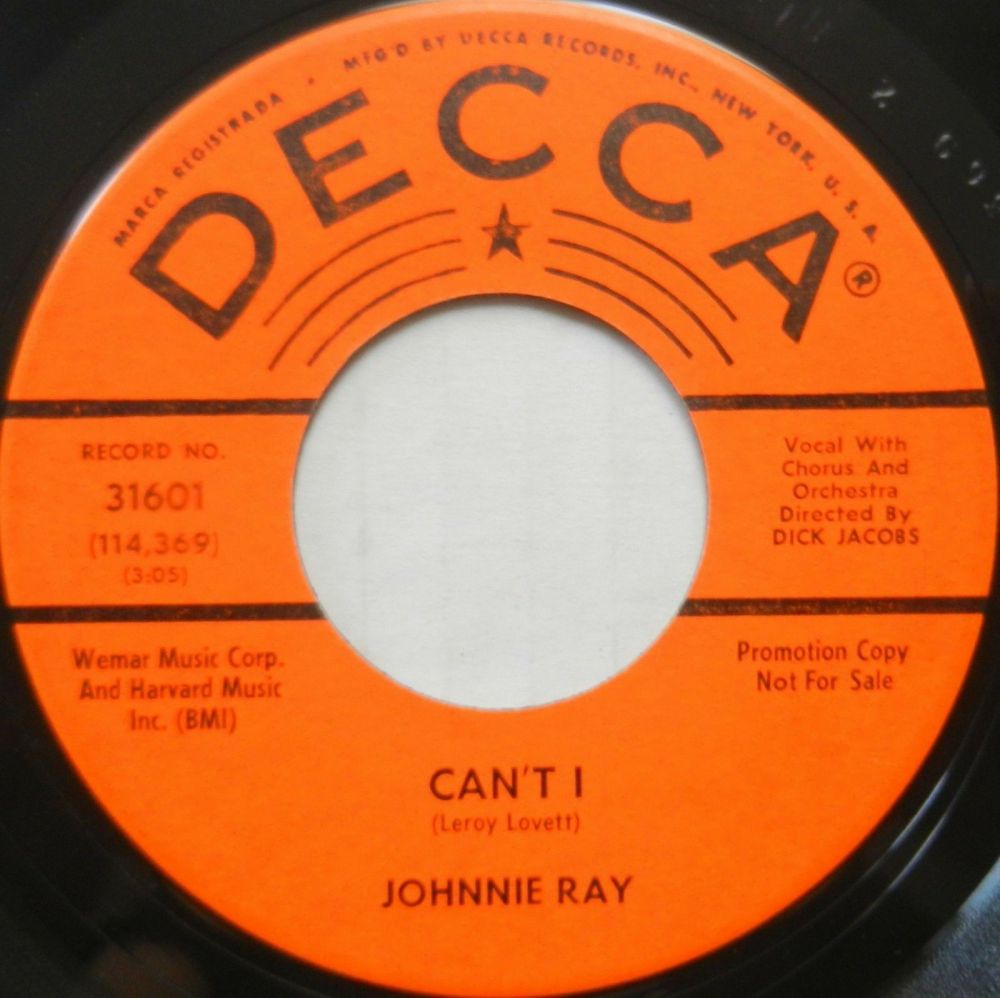 MARCA REGISTRADA • MFG'D BY DECCA RECORDS, INC., NEW YORK, U.S.A.
DECCA®
RECORD NO.
31601
(114,369)
(3:05)
Vocal With
Chorus And
Orchestra
Directed By
DICK JACOBS
Wemar Music Corp.
And Harvard Music
Inc. (BMI)
Promotion Copy
Not For Sale
CAN'T I
(Leroy Lovett)
JOHNNIE RAY